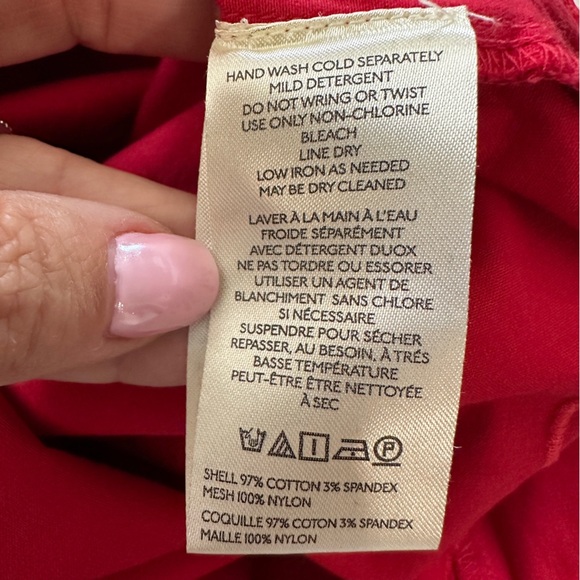 HAND WASH COLD SEPARATELY
MILD DETERGENT
DO NOT WRING OR TWIST
USE ONLY NON-CHLORINE
BLEACH
LINE DRY
LOW IRON AS NEEDED
MAY BE DRY CLEANED
LAVER À LA MAIN À L'EAU
FROIDE SÉPARÉMENT
AVEC DÉTERGENT DUOX
NE PAS TORDRE OU ESSORER
UTILISER UN AGENT DE
BLANCHIMENT SANS CHLORE
SI NÉCESSAIRE
SUSPENDRE POUR SÉCHER
REPASSER, AU BESOIN, À TRÉS
BASSE TEMPÉRATURE
PEUT-ÊTRE ÊTRE NETTOYÉE
À SEC
P
SHELL 97% COTTON 3% SPANDEX
MESH 100% NYLON
COQUILLE 97% COTON 3% SPANDEX
MAILLE 100% NYLON